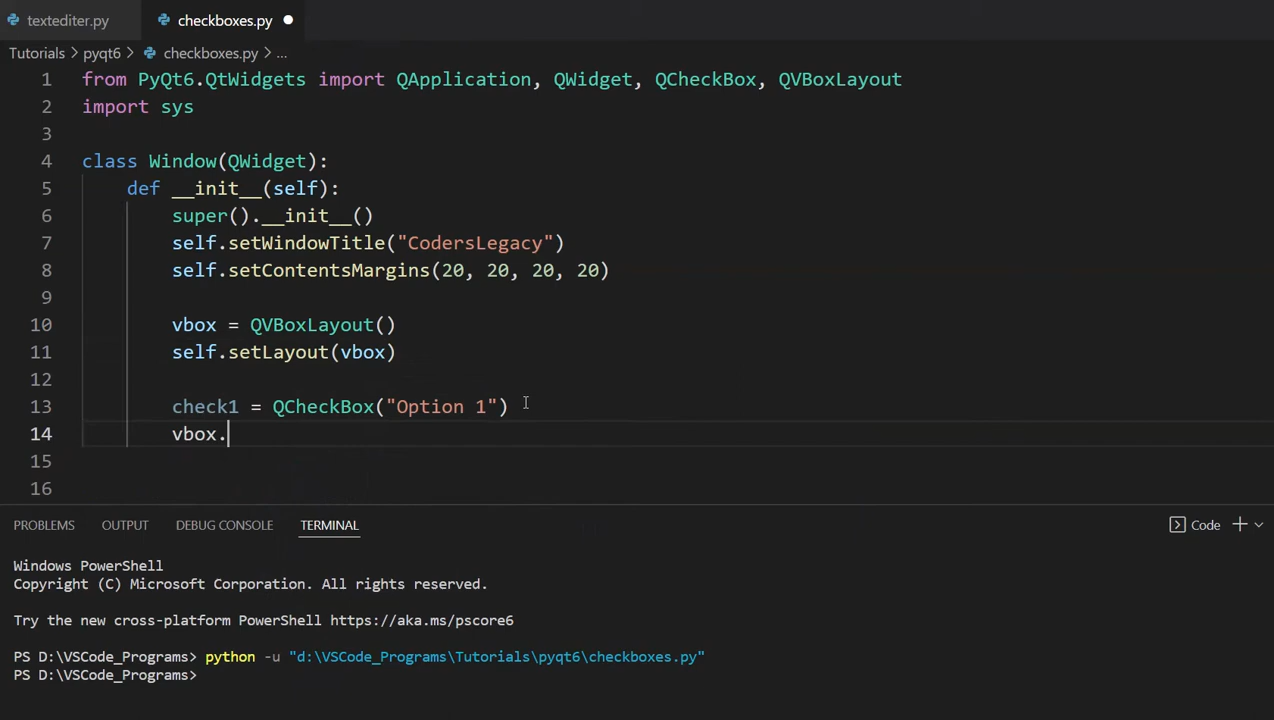 textediter.py checkboxes.py
Tutorials > pyqt6 > checkboxes.py > ...
1 from PyQt6.QtWidgets import QApplication, QWidget, QCheckBox, QVBoxLayout
2 import sys
3
4 class Window(QWidget):
5 def __init__(self):
6 super().__init__()
7 self.setWindowTitle("CodersLegacy")
8 self.setContentsMargins(20, 20, 20, 20)
9
10 vbox = QVBoxLayout()
11 self.setLayout(vbox)
12
13 check1 = QCheckBox("Option 1")
14 vbox.
15
16
PROBLEMS OUTPUT DEBUG CONSOLE TERMINAL Code
Windows PowerShell
Copyright (C) Microsoft Corporation. All rights reserved.
Try the new cross-platform PowerShell https://aka.ms/pscore6
PS D:\VSCode_Programs> python -u "d:\VSCode_Programs\Tutorials\pyqt6\checkboxes.py"
PS D:\VSCode_Programs>